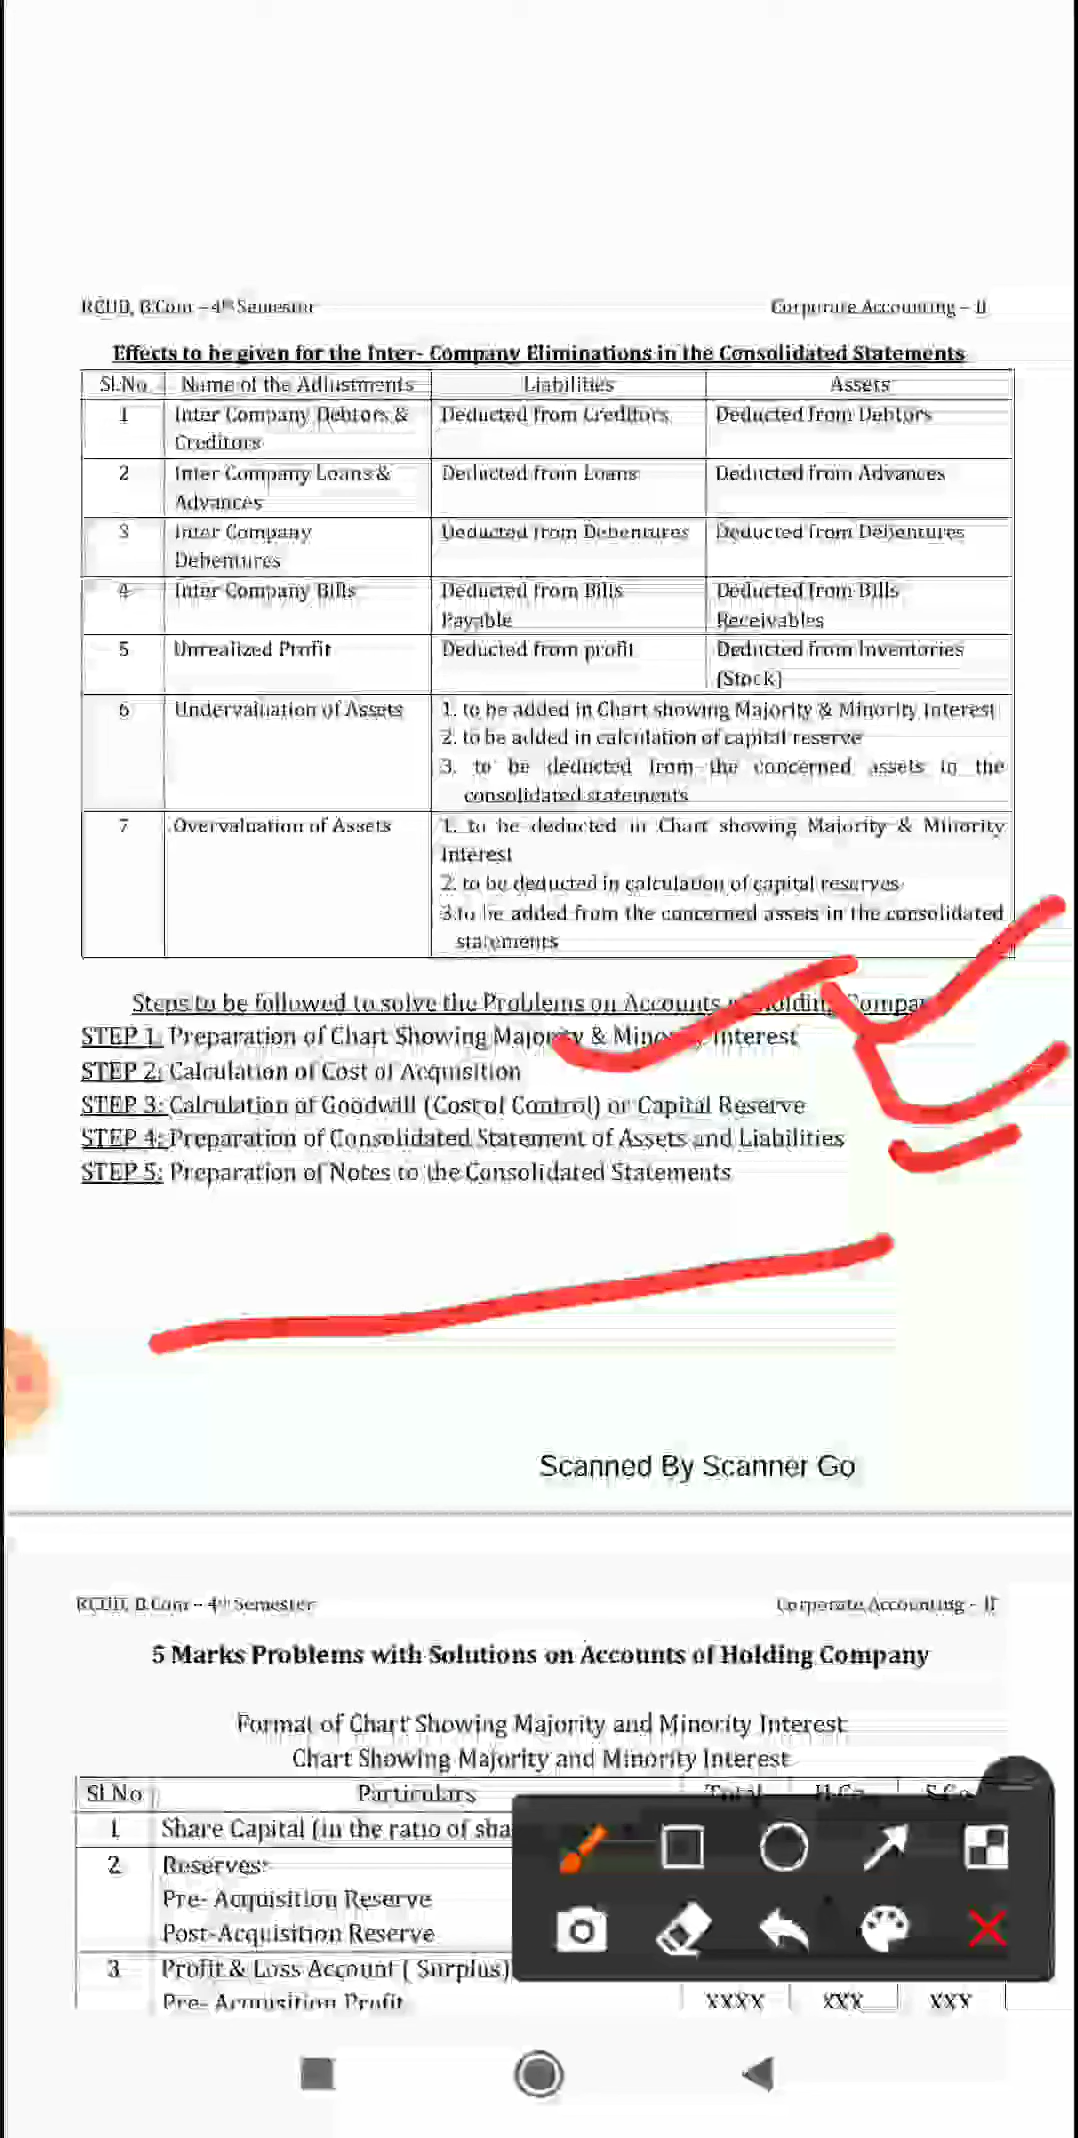 RCUB, B.Com – 4th Semester Corporate Accounting – II
Effects to be given for the Inter- Company Eliminations in the Consolidated Statements
Sl.No Name of the Adjustments Liabilities Assets
1 Inter Company Debtors & Creditors Deducted from Creditors Deducted from Debtors
2 Inter Company Loans & Advances Deducted from Loans Deducted from Advances
3 Inter Company Debentures Deducted from Debentures Deducted from Debentures
4 Inter Company Bills Deducted from Bills Payable Deducted from Bills Receivables
5 Unrealized Profit Deducted from profit Deducted from Inventories (Stock)
6 Undervaluation of Assets 1. to be added in Chart showing Majority & Minority Interest
2. to be added in calculation of capital reserve
3. to be deducted from the concerned assets in the
consolidated statements
7 Overvaluation of Assets 1. to be deducted in Chart showing Majority & Minority
Interest
2. to be deducted in calculation of capital reserves
3.to be added from the concerned assets in the consolidated
statements
Steps to be followed to solve the Problems on Accounts of Holding Compa
STEP 1: Preparation of Chart Showing Majority & Minority Interest
STEP 2: Calculation of Cost of Acquisition
STEP 3: Calculation of Goodwill (Cost of Control) or Capital Reserve
STEP 4: Preparation of Consolidated Statement of Assets and Liabilities
STEP 5: Preparation of Notes to the Consolidated Statements
Scanned By Scanner Go
RCUB, B.Com – 4th Semester Corporate Accounting - II
5 Marks Problems with Solutions on Accounts of Holding Company
Format of Chart Showing Majority and Minority Interest
Chart Showing Majority and Minority Interest
Sl.No Particulars Total H.Co S.Co
1 Share Capital (in the ratio of sha
2 Reserves:
Pre- Acquisition Reserve
Post-Acquisition Reserve
3 Profit & Loss Account ( Surplus)
Pre- Acquisition Profit XXXX XXX XXX